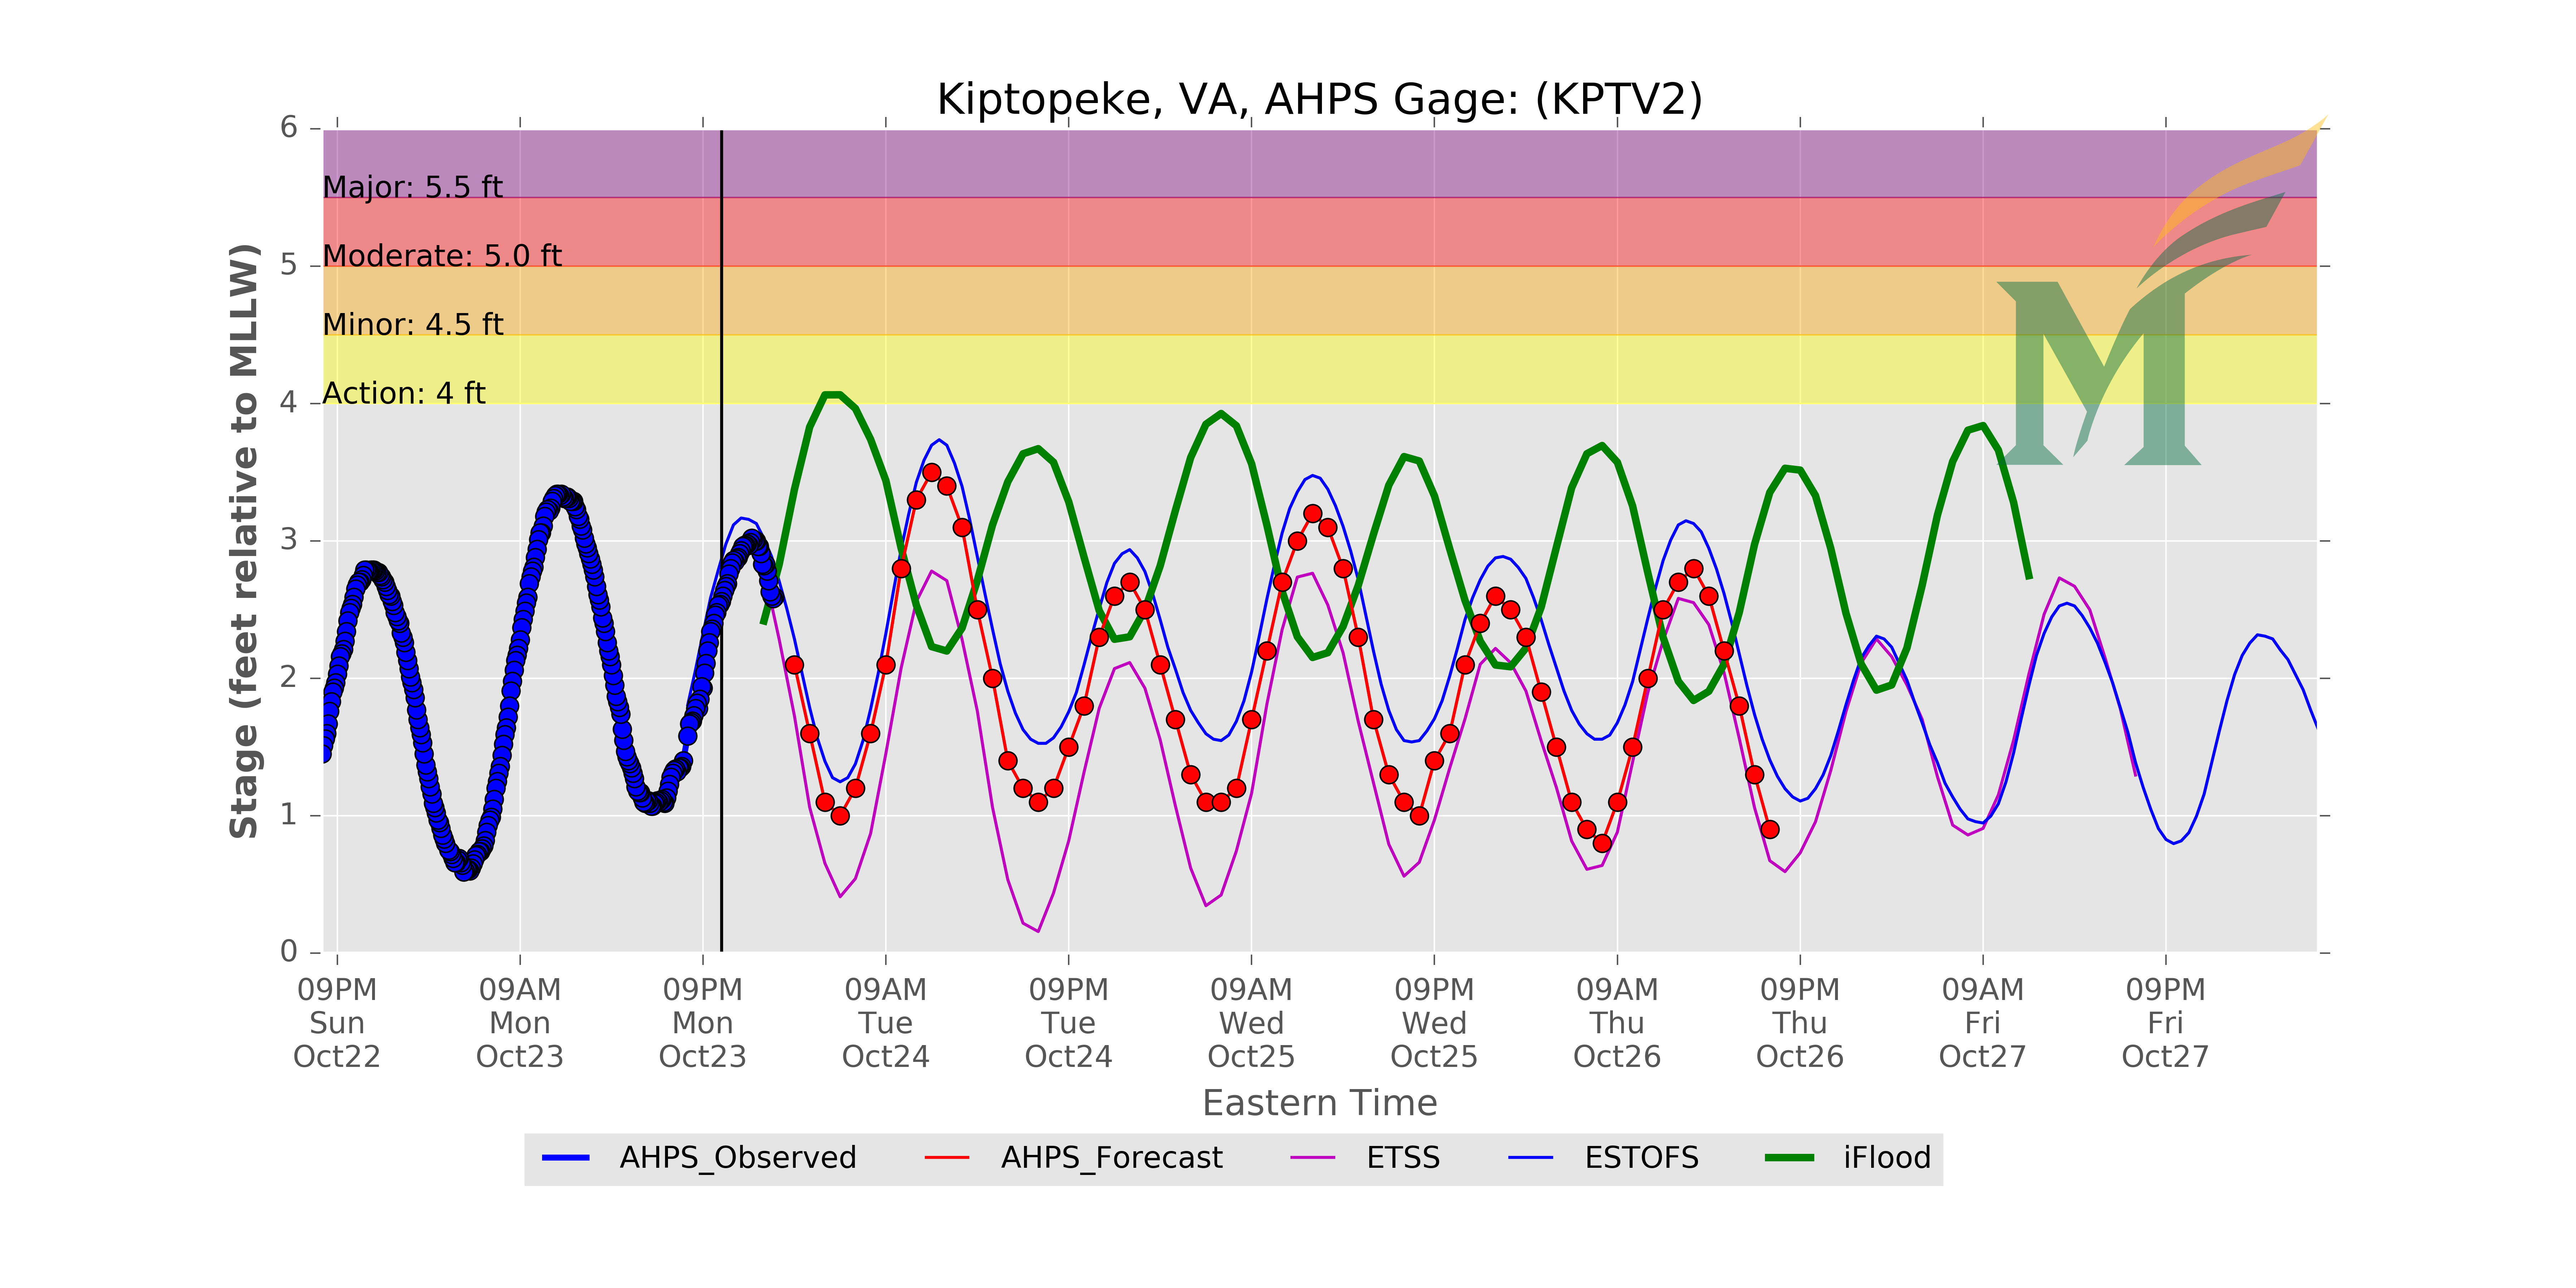 Kiptopeke, VA, AHPS Gage: (KPTV2)
Stage (feet relative to MLLW)
6
5
4
3
2
1
0
Major: 5.5 ft
Moderate: 5.0 ft
Minor: 4.5 ft
Action: 4 ft
09PM 09AM 09PM 09AM 09PM 09AM 09PM 09AM 09PM 09AM 09PM
Sun Mon Mon Tue Tue Wed Wed Thu Thu Fri Fri
Oct22 Oct23 Oct23 Oct24 Oct24 Oct25 Oct25 Oct26 Oct26 Oct27 Oct27
Eastern Time
AHPS_Observed AHPS_Forecast ETSS ESTOFS iFlood
M